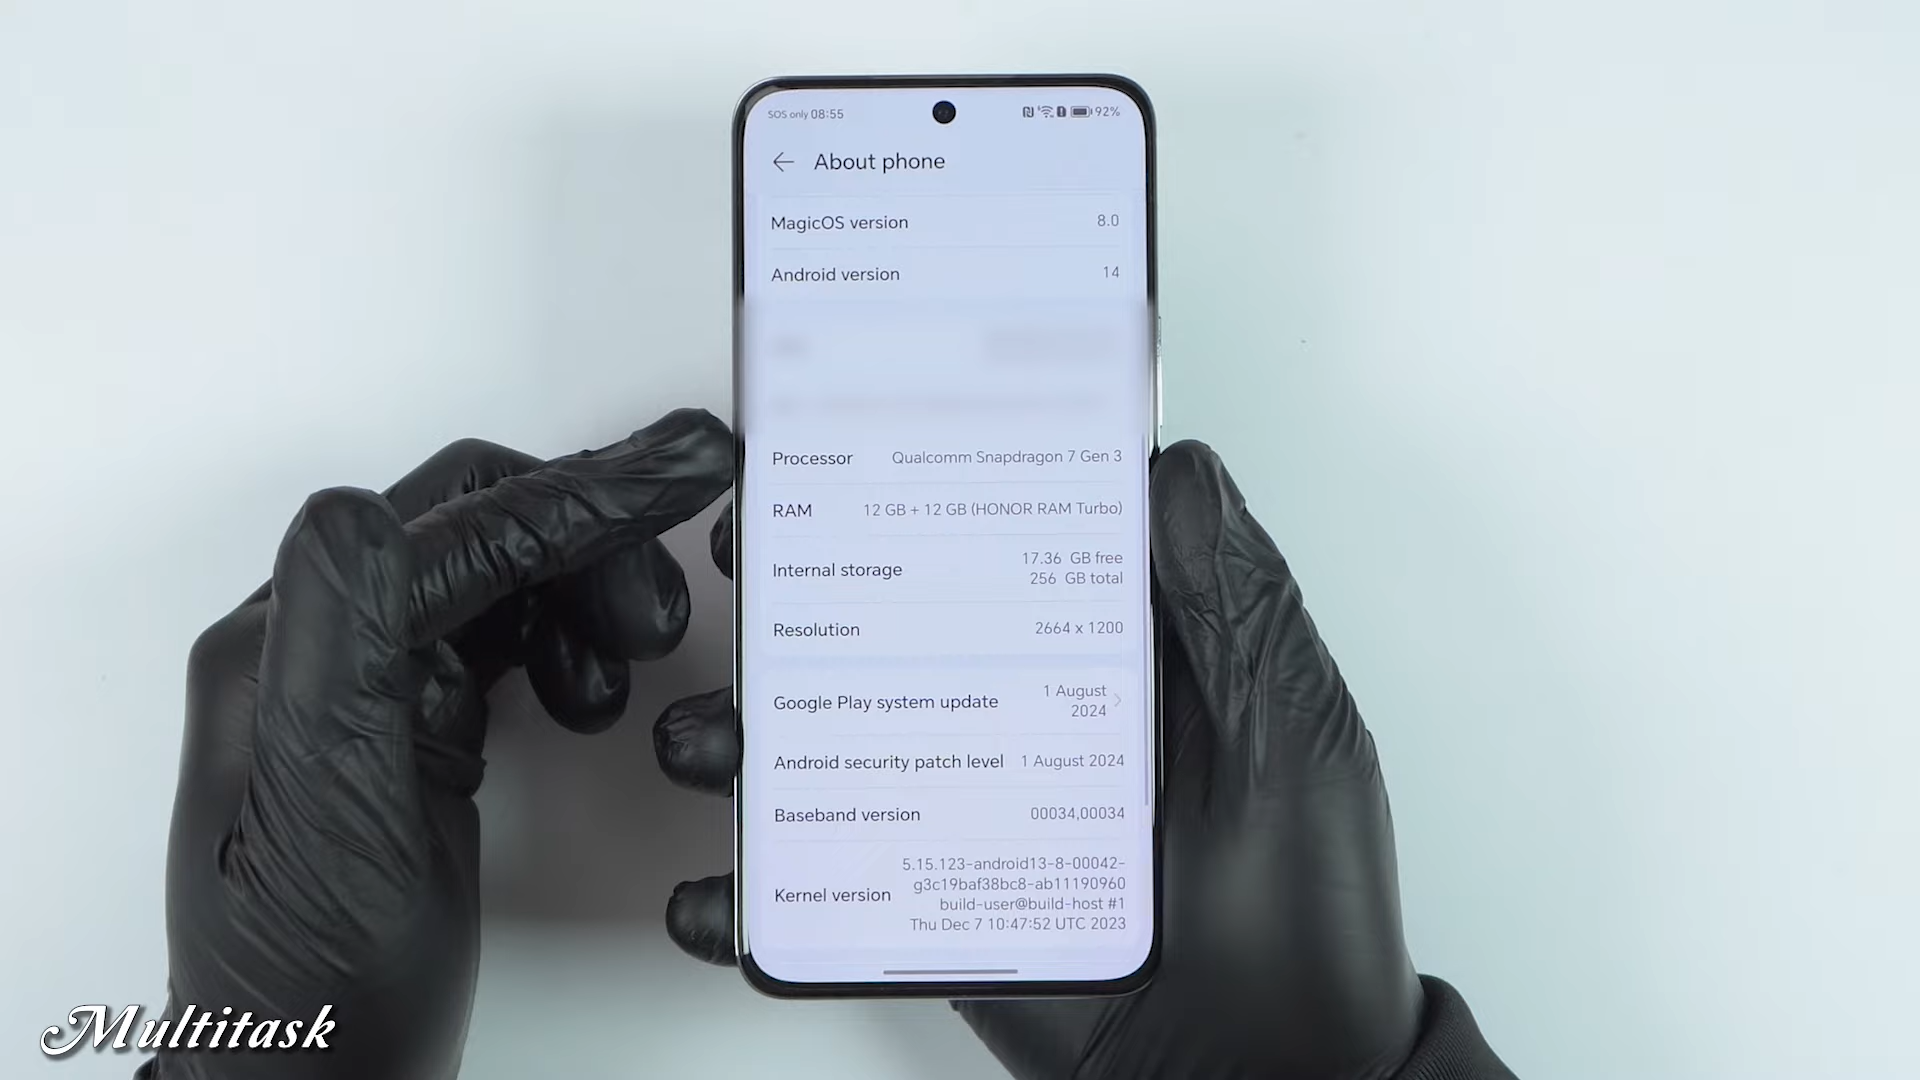 SOS only 08:55
92%
About phone
MagicOS version 8.0
Android version 14
Processor Qualcomm Snapdragon 7 Gen 3
RAM 12 GB + 12 GB (HONOR RAM Turbo)
Internal storage 17.36 GB free
256 GB total
Resolution 2664 x 1200
Google Play system update 1 August
2024
Android security patch level 1 August 2024
Baseband version 00034,00034
Kernel version 5.15.123-android13-8-00042-
g3c19baf38bc8-ab11190960
build-user@build-host #1
Thu Dec 7 10:47:52 UTC 2023
Multitask